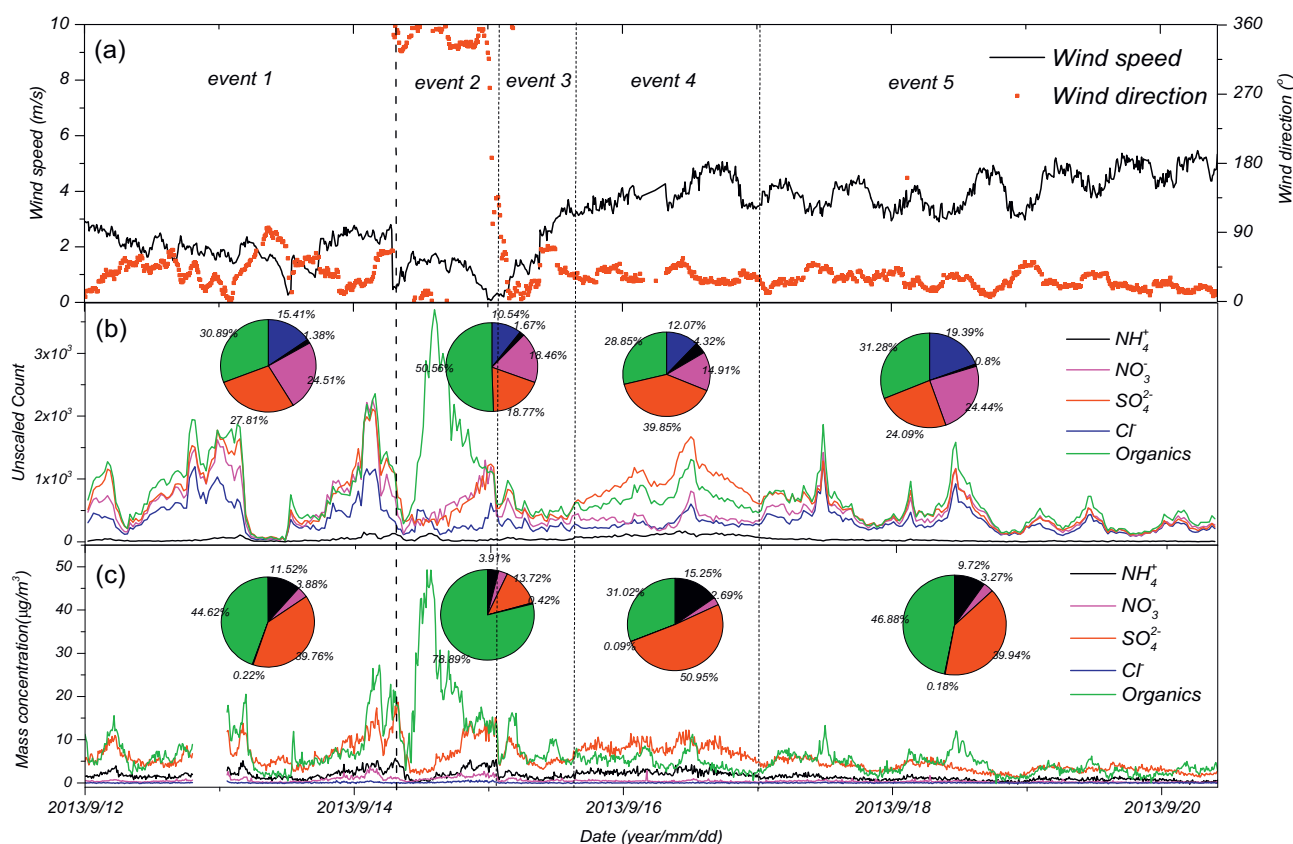 (a)
event 1
event 2
event 3
event 4
event 5
Wind speed
Wind direction
10
8
6
4
2
0
Wind speed (m/s)
360
270
180
90
0
Wind direction (°)
(b)
3x10³
2x10³
1x10³
0
Unscaled Count
15.41%
1.38%
24.51%
27.81%
30.89%
10.54%
1.67%
18.46%
18.77%
50.56%
12.07%
4.32%
14.91%
39.85%
28.85%
19.39%
0.8%
24.44%
24.09%
31.28%
NH₄⁺
NO₃⁻
SO₄²⁻
Cl⁻
Organics
(c)
50
40
30
20
10
0
Mass concentration(μg/m³)
11.52%
3.88%
39.76%
0.22%
44.62%
3.91%
13.72%
0.42%
78.89%
15.25%
2.69%
50.95%
0.09%
31.02%
9.72%
3.27%
39.94%
0.18%
46.88%
NH₄⁺
NO₃⁻
SO₄²⁻
Cl⁻
Organics
2013/9/12
2013/9/14
2013/9/16
2013/9/18
2013/9/20
Date (year/mm/dd)